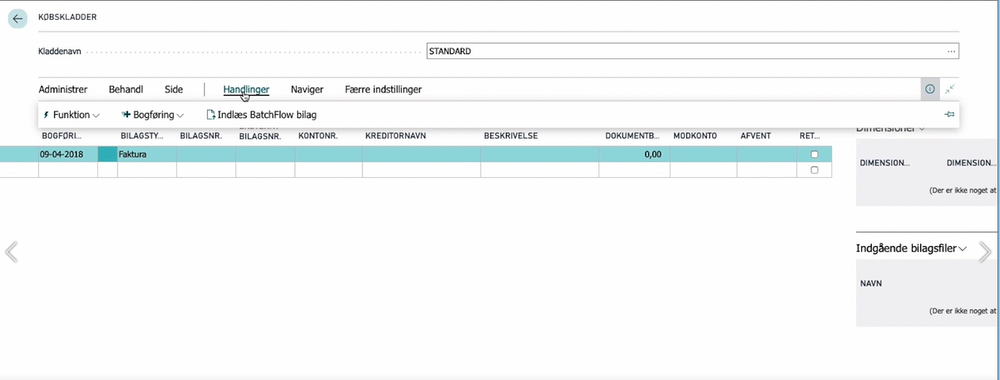 KØBSKLADDER
Kladdenavn STANDARD ...
Administrer Behandl Side Handlinger Naviger Færre indstillinger
Funktion Bogføring Indlæs BatchFlow bilag
Dimensioner
BOGFØRI... BILAGSTY... BILAGSNR. BILAGSNR. KONTONR. KREDITORNAVN BESKRIVELSE DOKUMENTB... MODKONTO AFVENT RET...
09-04-2018 Faktura 0,00
DIMENSION... DIMENSION...
(Der er ikke noget at
Indgående bilagsfiler
NAVN
(Der er ikke noget at